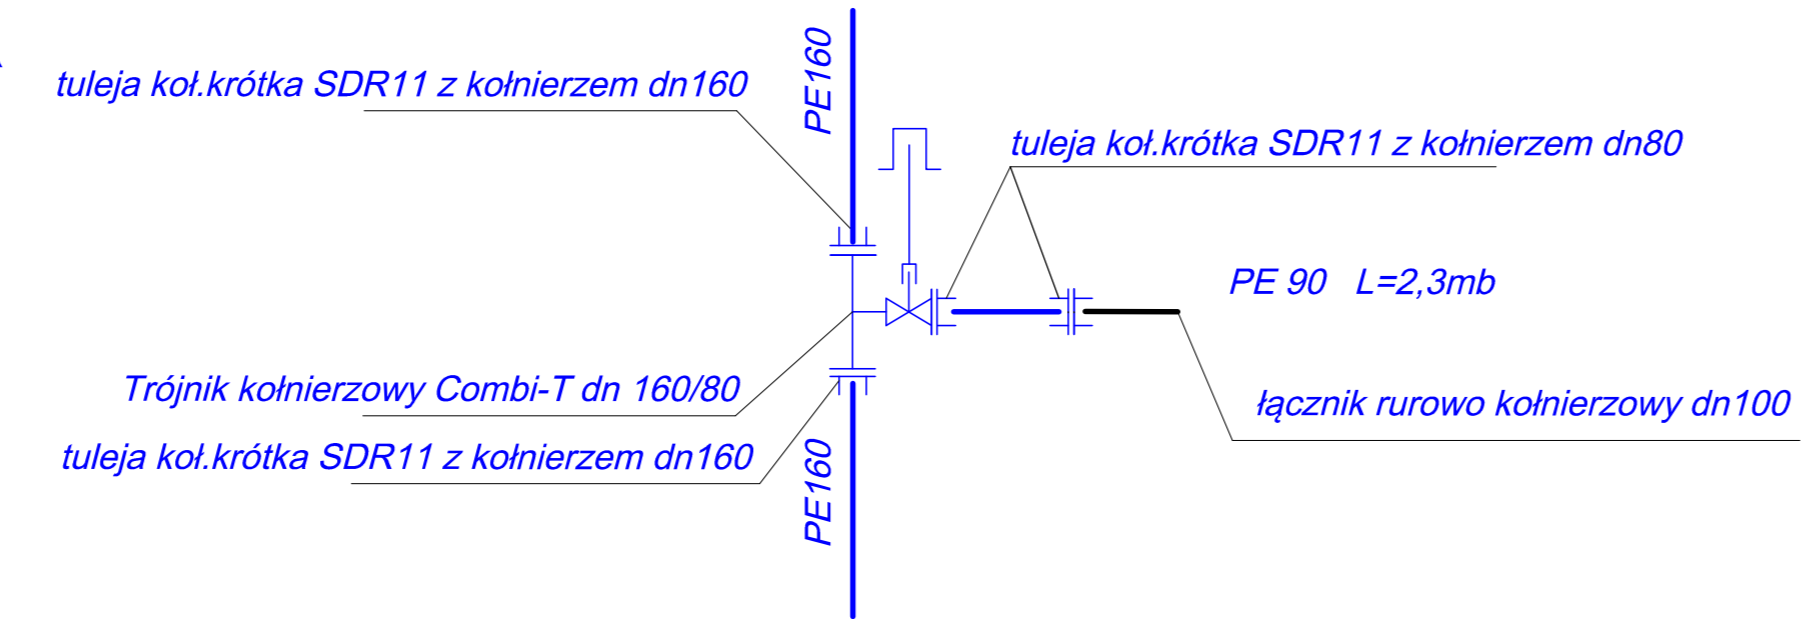 PE160
tuleja koł.krótka SDR11 z kołnierzem dn160
tuleja koł.krótka SDR11 z kołnierzem dn80
PE 90 L=2,3mb
Trójnik kołnierzowy Combi-T dn 160/80
łącznik rurowo kołnierzowy dn100
tuleja koł.krótka SDR11 z kołnierzem dn160
PE160